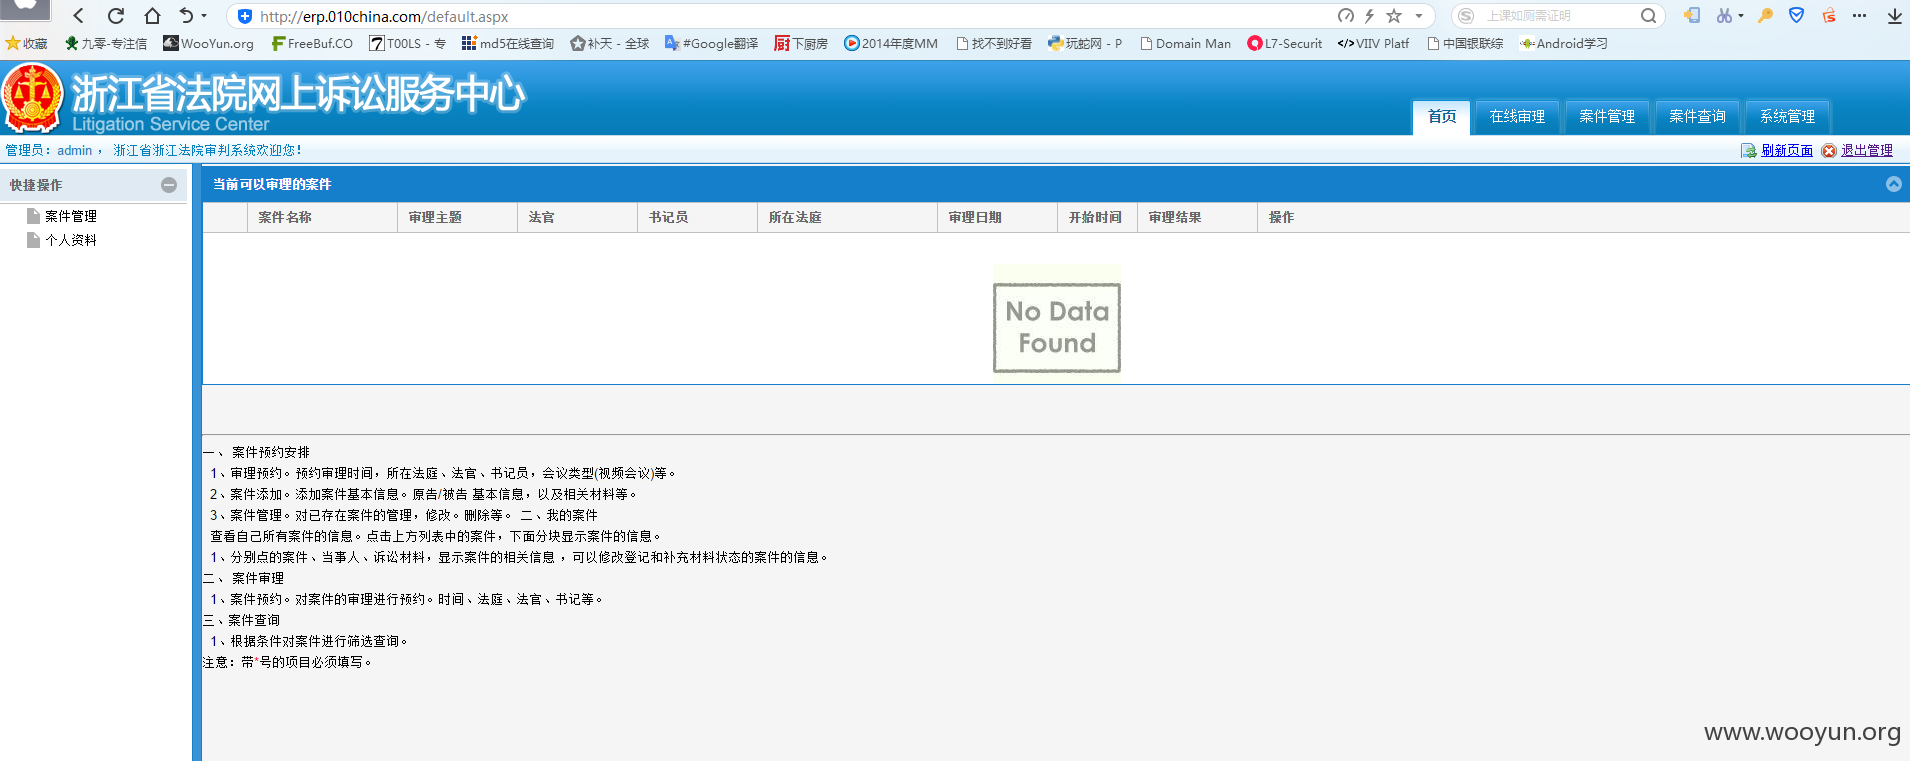 http://erp.010china.com/default.aspx
上课如厕需证明
收藏 九零-专注信 WooYun.org FreeBuf.CO T00LS - 专 md5在线查询 补天 - 全球 #Google翻译 下厨房 2014年度MM 找不到好看 玩蛇网 - P Domain Man L7-Securit VIIV Platf 中国银联综 Android学习
浙江省法院网上诉讼服务中心
Litigation Service Center
首页 在线审理 案件管理 案件查询 系统管理
管理员：admin ， 浙江省浙江法院审判系统欢迎您！
刷新页面 退出管理
快捷操作
案件管理
个人资料
当前可以审理的案件
案件名称 审理主题 法官 书记员 所在法庭 审理日期 开始时间 审理结果 操作
No Data
Found
一、 案件预约安排
1、审理预约。预约审理时间，所在法庭、法官、书记员，会议类型(视频会议)等。
2、案件添加。添加案件基本信息。原告/被告 基本信息，以及相关材料等。
3、案件管理。对已存在案件的管理，修改。删除等。 二、我的案件
查看自己所有案件的信息。点击上方列表中的案件，下面分块显示案件的信息。
1、分别点的案件、当事人、诉讼材料，显示案件的相关信息 ，可以修改登记和补充材料状态的案件的信息。
二、 案件审理
1、案件预约。对案件的审理进行预约。时间、法庭、法官、书记等。
三、案件查询
1、根据条件对案件进行筛选查询。
注意：带*号的项目必须填写。
www.wooyun.org